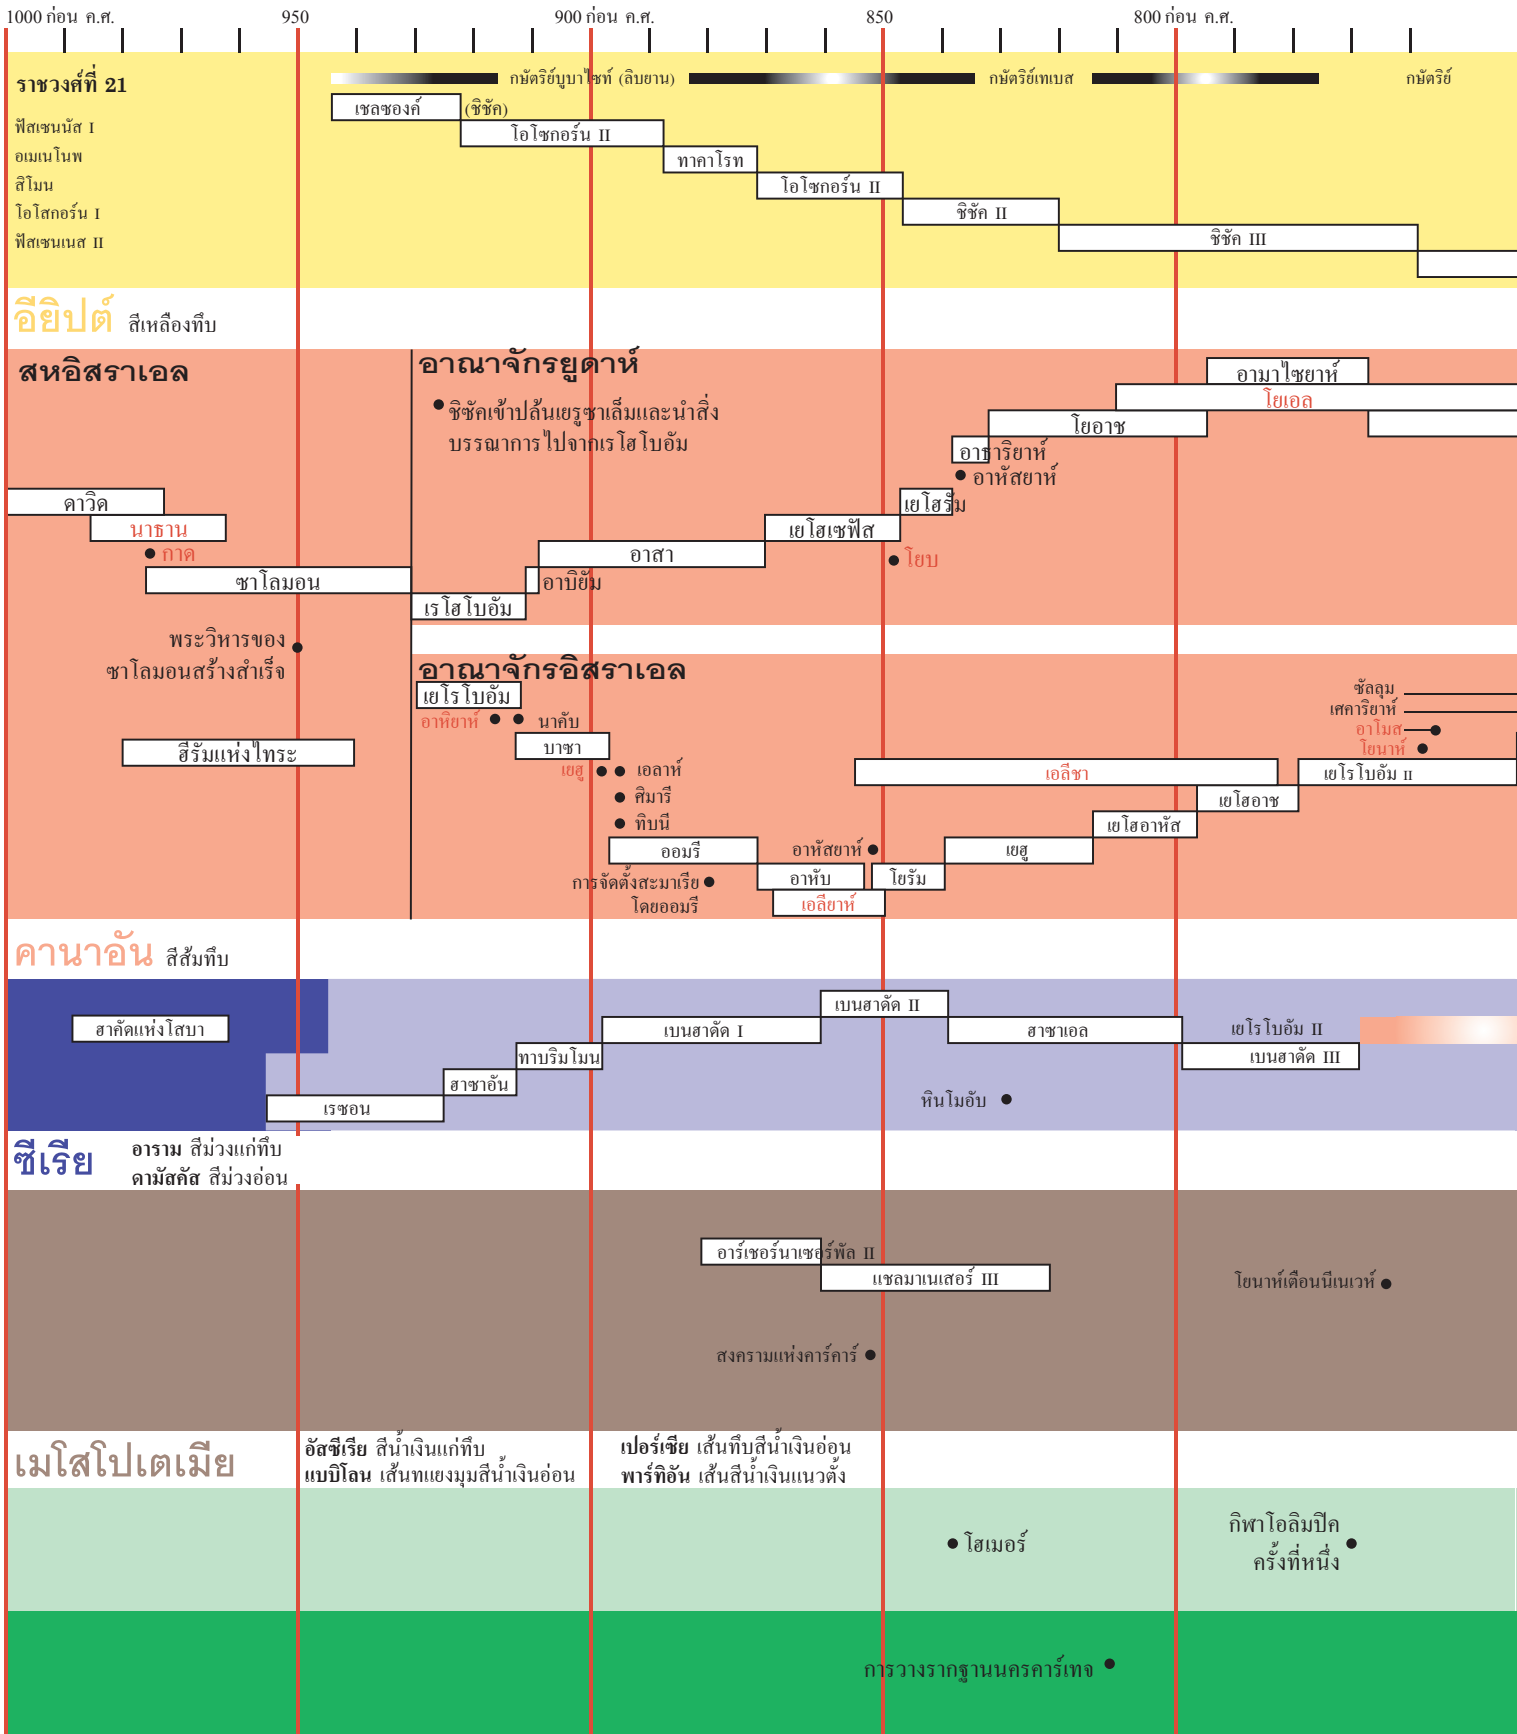 1000 ก่อน ค.ศ.
950
900 ก่อน ค.ศ.
850
800 ก่อน ค.ศ.
ราชวงศ์ที่ 21
กษัตริย์บูบาไซท์ (ลิบยาน)
กษัตริย์เทเบส
กษัตริย์
เชลซองค์
(ชิชัค)
ฟัสเซนนัส I
โอโซกอร์น II
อเมเนโนพ
ทาคาโรท
สิโมน
โอโซกอร์น II
โอโสกอร์น I
ชิชัค II
ฟัสเซนเนส II
ชิชัค III
อียิปต์ สีเหลืองทึบ
สหอิสราเอล
อาณาจักรยูดาห์
ชิซัคเข้าปล้นเยรูซาเล็มและนำสิ่ง
บรรณาการไปจากเรโฮโบอัม
อามาไซยาห์
โยเอล
โยอาช
อาธาริยาห์
อาหัสยาห์
ดาวิด
เยโฮรัม
นาธาน
เยโฮเซฟัส
กาด
อาสา
โยบ
ซาโลมอน
อาบิยัม
เรโฮโบอัม
พระวิหารของ
ซาโลมอนสร้างสำเร็จ
อาณาจักรอิสราเอล
เยโรโบอัม
ซัลลุม
เศคาริยาห์
อาหิยาห์
นาดับ
อาโมส
โยนาห์
ฮีรัมแห่งไทระ
บาซา
เยฮู
เอลาห์
เอลีชา
เยโรโบอัม II
ศิมารี
เยโฮอาช
ทิบนี
เยโฮอาหัส
ออมรี
อาหัสยาห์
เยฮู
การจัดตั้งสะมาเรีย
โดยออมรี
อาหับ
โยรัม
เอลียาห์
คานาอัน สีส้มทึบ
เบนฮาดัด II
ฮาคัดแห่งโสบา
เบนฮาดัด I
ฮาซาเอล
เยโรโบอัม II
ทาบริมโมน
เบนฮาดัด III
ฮาซาอัน
เรซอน
หินโมอับ
ซีเรีย
อาราม สีม่วงแก่ทึบ
ดามัสคัส สีม่วงอ่อน
อาร์เชอร์นาเซอร์พัล II
แชลมาเนเสอร์ III
โยนาห์เตือนนีเนเวห์
สงครามแห่งคาร์คาร์
เมโสโปเตเมีย
อัสซีเรีย สีน้ำเงินแก่ทึบ
แบบิโลน เส้นทแยงมุมสีน้ำเงินอ่อน
เปอร์เซีย เส้นทึบสีน้ำเงินอ่อน
พาร์ทิอัน เส้นสีน้ำเงินแนวตั้ง
โฮเมอร์
กิฬาโอลิมปิค
ครั้งที่หนึ่ง
การวางรากฐานนครคาร์เทจ